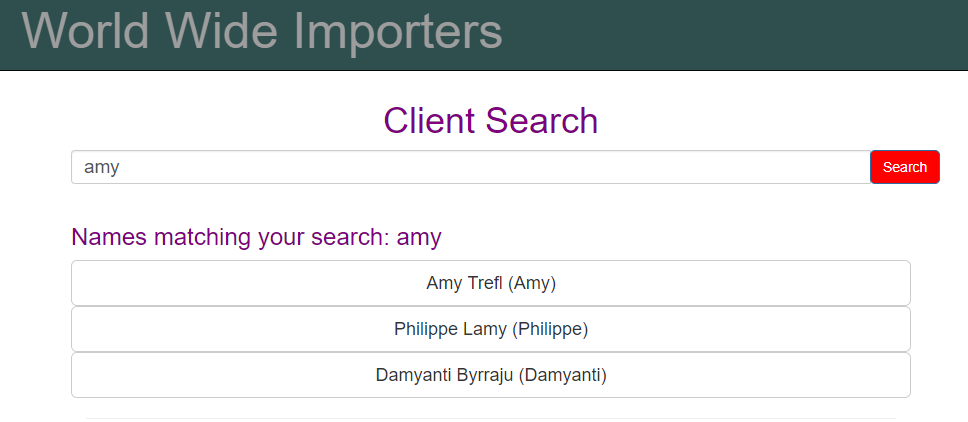 World Wide Importers
Client Search
amy
Search
Names matching your search: amy
Amy Trefl (Amy)
Philippe Lamy (Philippe)
Damyanti Byrraju (Damyanti)